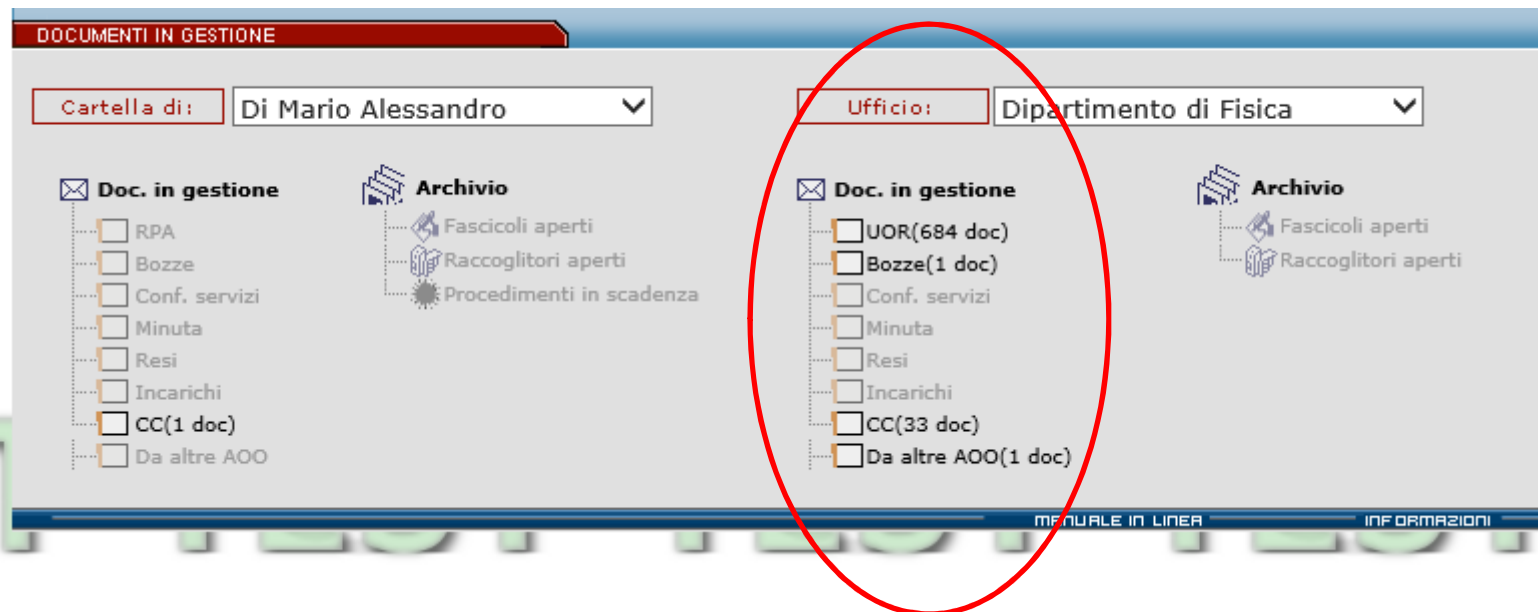 DOCUMENTI IN GESTIONE
Cartella di: Di Mario Alessandro
Doc. in gestione
RPA
Bozze
Conf. servizi
Minuta
Resi
Incarichi
CC(1 doc)
Da altre AOO
Archivio
Fascicoli aperti
Raccoglitori aperti
Procedimenti in scadenza
Ufficio: Dipartimento di Fisica
Doc. in gestione
UOR(684 doc)
Bozze(1 doc)
Conf. servizi
Minuta
Resi
Incarichi
CC(33 doc)
Da altre AOO(1 doc)
Archivio
Fascicoli aperti
Raccoglitori aperti
MANUALE IN LINEA INFORMAZIONI
TEST TEST TEST